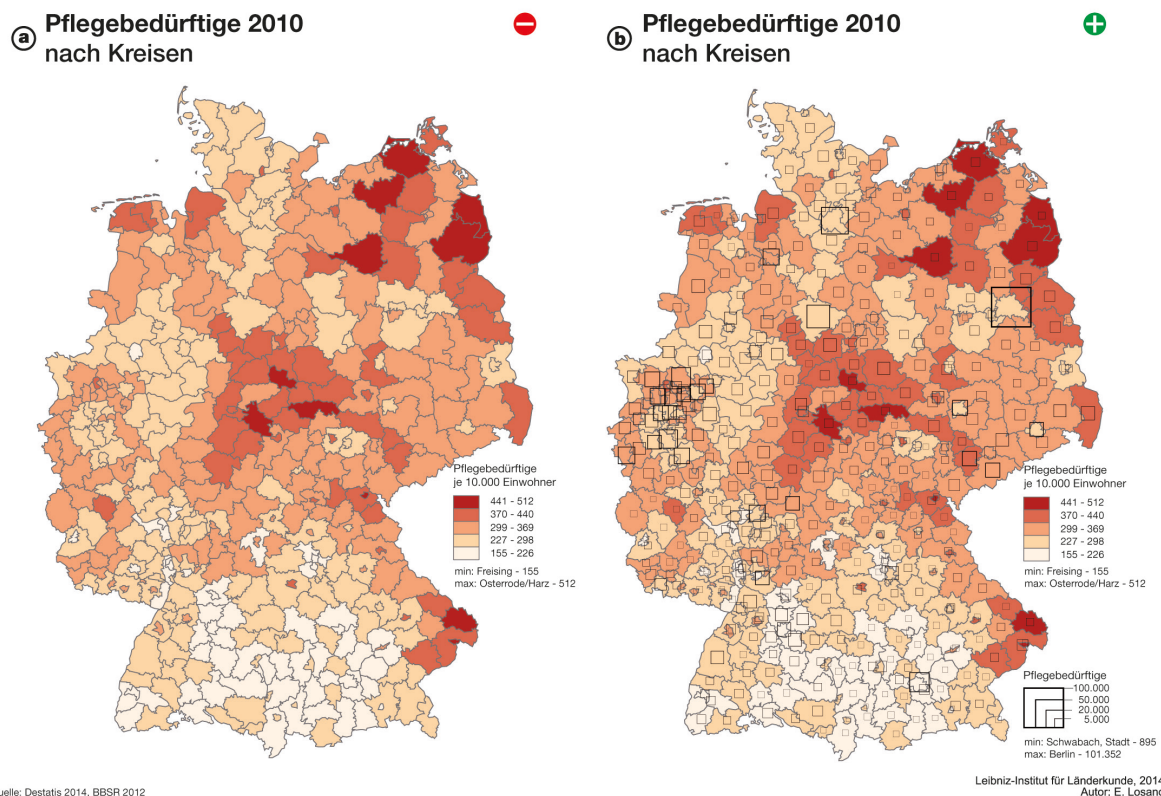 a
Pflegebedürftige 2010
nach Kreisen
Pflegebedürftige
je 10.000 Einwohner
441 - 512
370 - 440
299 - 369
227 - 298
155 - 226
min: Freising - 155
max: Osterrode/Harz - 512
b
Pflegebedürftige 2010
nach Kreisen
Pflegebedürftige
je 10.000 Einwohner
441 - 512
370 - 440
299 - 369
227 - 298
155 - 226
min: Freising - 155
max: Osterrode/Harz - 512
Pflegebedürftige
100.000
50.000
20.000
5.000
min: Schwabach, Stadt - 895
max: Berlin - 101.352
uelle: Destatis 2014, BBSR 2012
Leibniz-Institut für Länderkunde, 2014
Autor: E. Losang